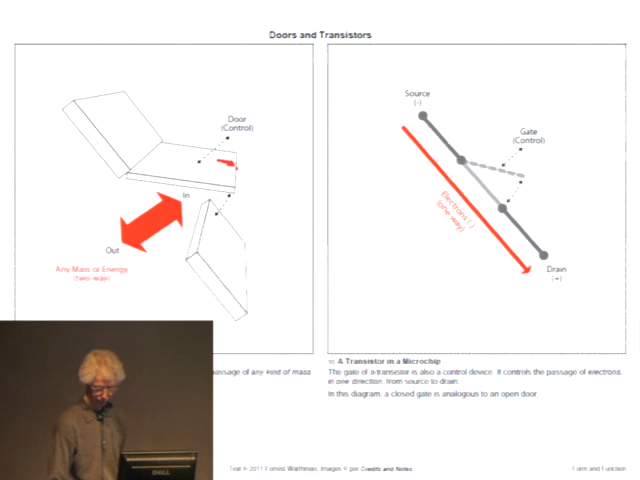 Doors and Transistors
Door
(Control)
In
Out
Any Mass or Energy
(two-way)
Source
(-)
Gate
(Control)
Electrons (-)
(one-way)
Drain
(+)
passage of any kind of mass
10 A Transistor in a Microchip
The gate of a transistor is also a control device. It controls the passage of electrons,
in one direction, from source to drain.
In this diagram, a closed gate is analogous to an open door
DELL
Text © 2011 Forrest Warthman. Images © per Credits and Notes
Form and Function